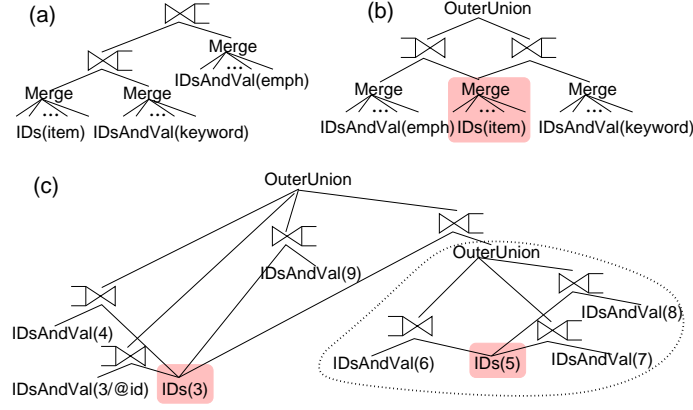 (a)
Merge
...
IDsAndVal(emph)
Merge
...
IDs(item)
Merge
...
IDsAndVal(keyword)
(b)
OuterUnion
Merge
...
IDsAndVal(emph)
Merge
...
IDs(item)
Merge
...
IDsAndVal(keyword)
(c)
OuterUnion
IDsAndVal(9)
OuterUnion
IDsAndVal(4)
IDsAndVal(8)
IDsAndVal(6)
IDs(5)
IDsAndVal(7)
IDsAndVal(3/@id)
IDs(3)